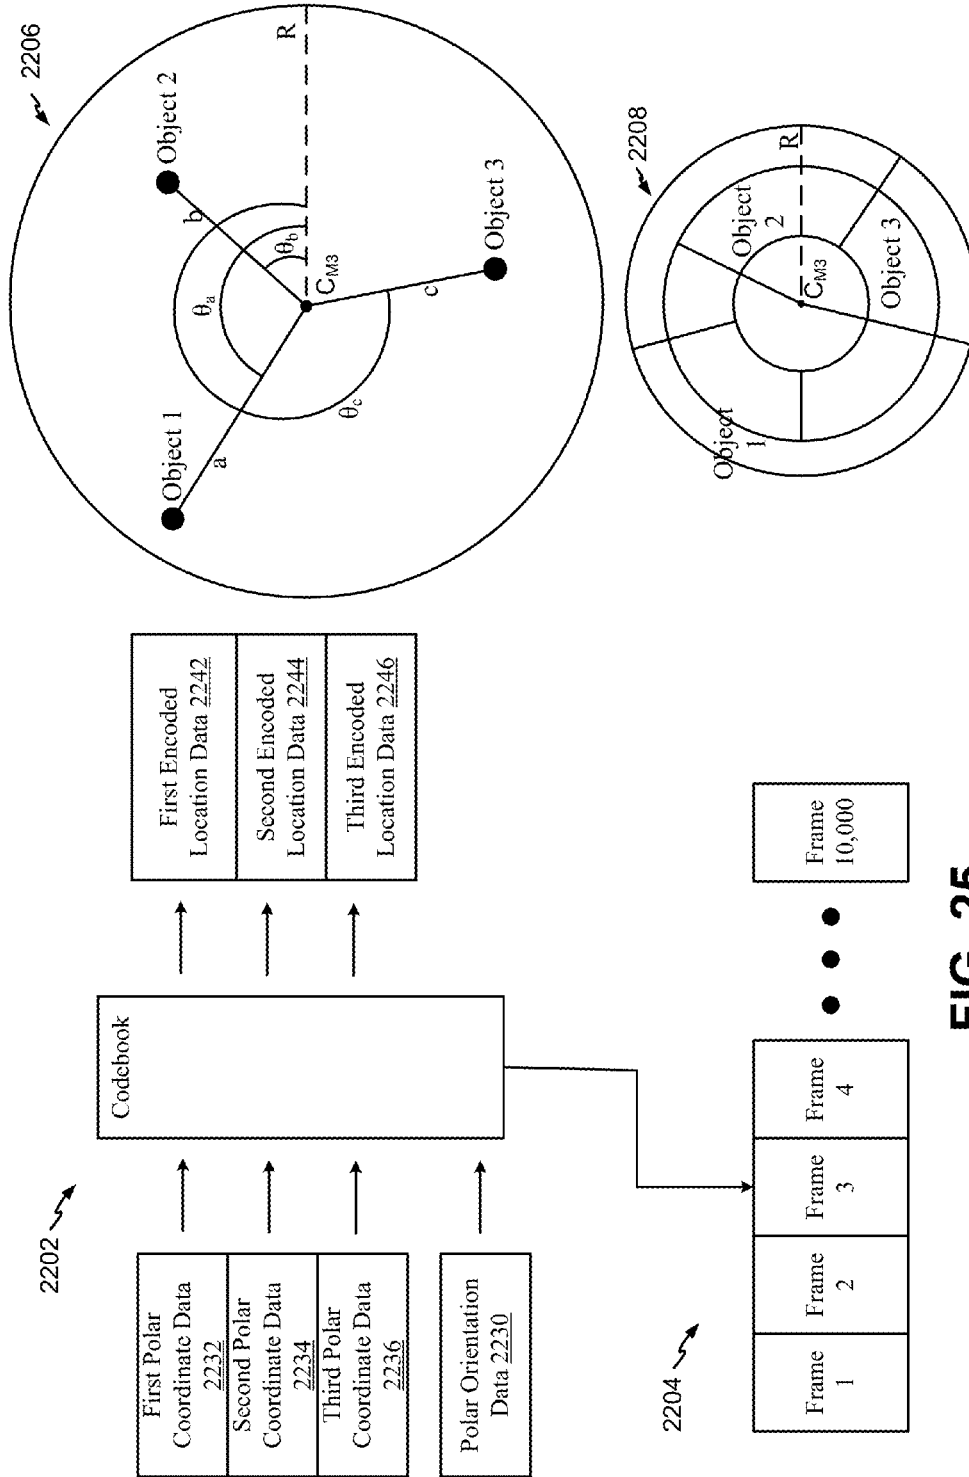 2202
First Polar
Coordinate Data
2232
Second Polar
Coordinate Data
2234
Third Polar
Coordinate Data
2236
Polar Orientation
Data 2230
Codebook
First Encoded
Location Data 2242
Second Encoded
Location Data 2244
Third Encoded
Location Data 2246
2204
Frame
1
Frame
2
Frame
3
Frame
4
Frame
10,000
2206
Object 1
a
Object 2
b
Object 3
c
θa
θb
θc
CM3
R
2208
Object
1
Object
2
Object 3
CM3
R
FIG. 25